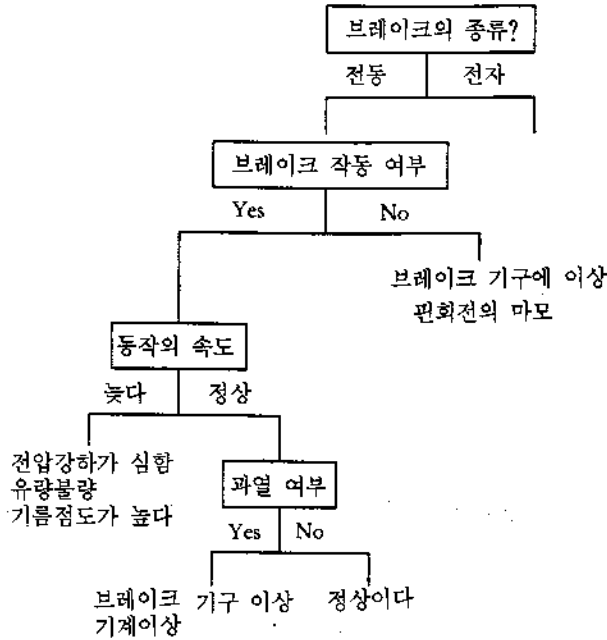 브레이크의 종류?
전동 전자
브레이크 작동 여부
Yes No
브레이크 기구에 이상
핀회전의 마모
동작의 속도
늦다 정상
전압강하가 심함
유량불량
기름점도가 높다
과열 여부
Yes No
브레이크 기구 이상 정상이다
기계이상